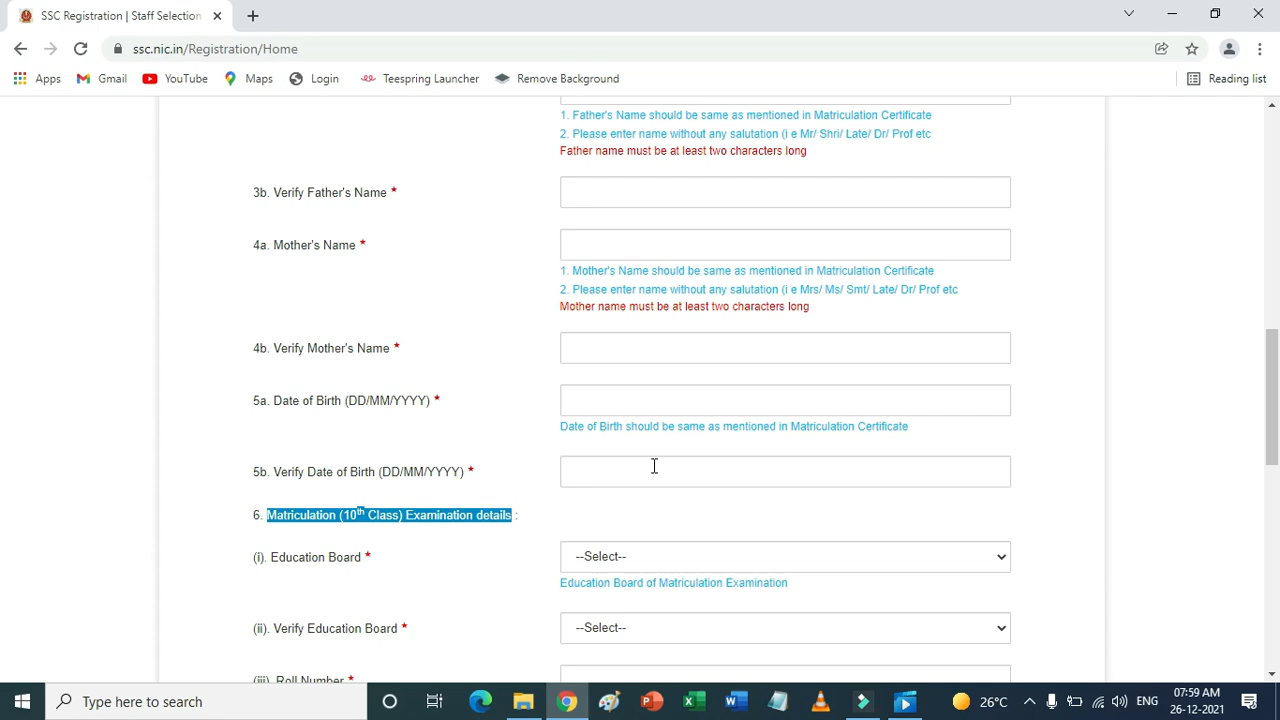 SSC Registration | Staff Selection
ssc.nic.in/Registration/Home
Apps Gmail YouTube Maps Login Teespring Launcher Remove Background Reading list
1. Father's Name should be same as mentioned in Matriculation Certificate
2. Please enter name without any salutation (i e Mr/ Shri/ Late/ Dr/ Prof etc
Father name must be at least two characters long
3b. Verify Father's Name *
4a. Mother's Name *
1. Mother's Name should be same as mentioned in Matriculation Certificate
2. Please enter name without any salutation (i e Mrs/ Ms/ Smt/ Late/ Dr/ Prof etc
Mother name must be at least two characters long
4b. Verify Mother's Name *
5a. Date of Birth (DD/MM/YYYY) *
Date of Birth should be same as mentioned in Matriculation Certificate
5b. Verify Date of Birth (DD/MM/YYYY) *
6. Matriculation (10th Class) Examination details :
(i). Education Board * --Select--
Education Board of Matriculation Examination
(ii). Verify Education Board * --Select--
(iii). Roll Number *
Type here to search 26°C ENG 07:59 AM
26-12-2021